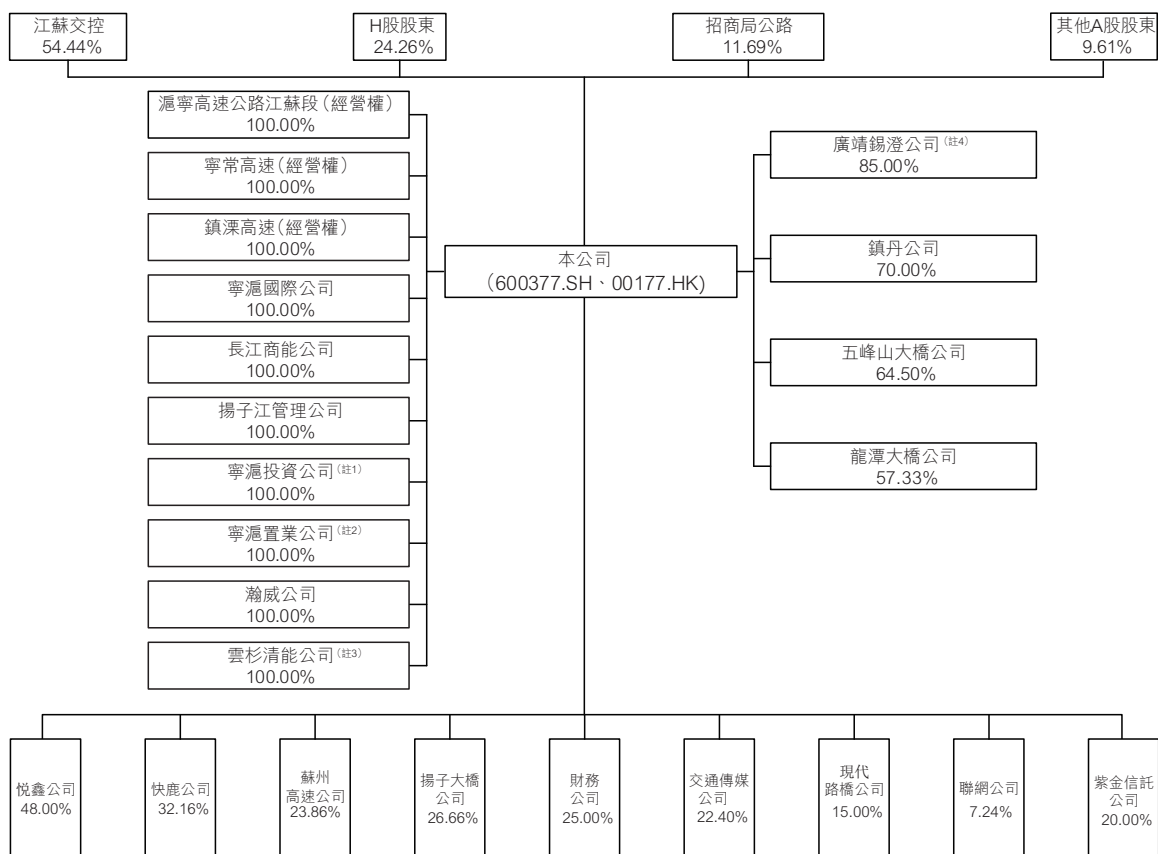 江蘇交控
54.44%
H股股東
24.26%
招商局公路
11.69%
其他A股股東
9.61%
滬寧高速公路江蘇段（經營權）
100.00%
寧常高速（經營權）
100.00%
鎮溧高速（經營權）
100.00%
寧滬國際公司
100.00%
長江商能公司
100.00%
揚子江管理公司
100.00%
寧滬投資公司（註1）
100.00%
寧滬置業公司（註2）
100.00%
瀚威公司
100.00%
雲杉清能公司（註3）
100.00%
本公司
（600377.SH、00177.HK）
廣靖錫澄公司（註4）
85.00%
鎮丹公司
70.00%
五峰山大橋公司
64.50%
龍潭大橋公司
57.33%
悅鑫公司
48.00%
快鹿公司
32.16%
蘇州
高速公司
23.86%
揚子大橋
公司
26.66%
財務
公司
25.00%
交通傳媒
公司
22.40%
現代
路橋公司
15.00%
聯網公司
7.24%
紫金信託
公司
20.00%